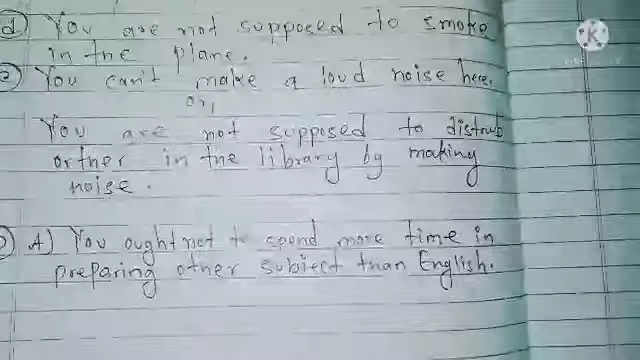 d) You are not supposed to smoke
in the plane.
e) You can't make a loud noise here.
or,
You are not supposed to distrub
orther in the library by making
noise.
A) You ought not to spend more time in
preparing other subject than English.
K